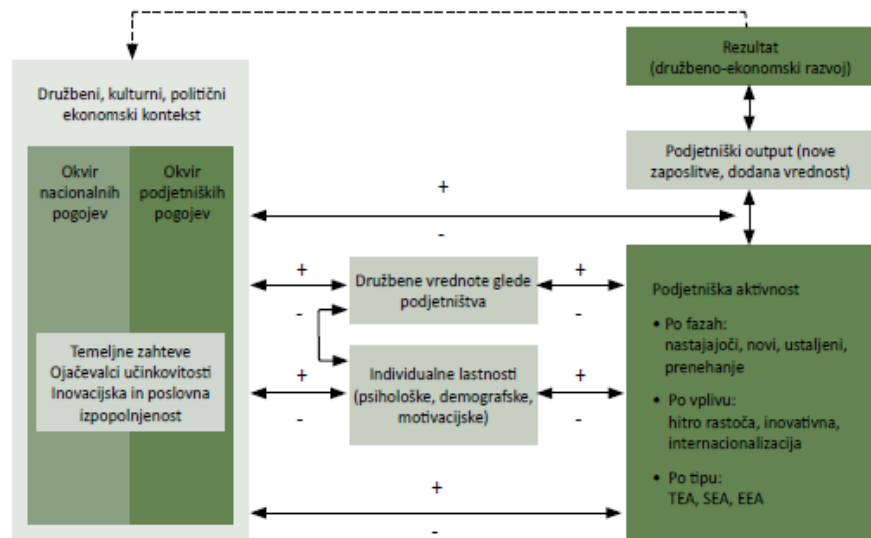 Rezultat
(družbeno-ekonomski razvoj)
Družbeni, kulturni, politični
ekonomski kontekst
Podjetniški output (nove
zaposlitve, dodana vrednost)
Okvir
nacionalnih
pogojev
Okvir
podjetniških
pogojev
+
-
+
-
Družbene vrednote glede
podjetništva
+
-
Podjetniška aktivnost
• Po fazah:
nastajajoči, novi, ustaljeni,
prenehanje
• Po vplivu:
hitro rastoča, inovativna,
internacionalizacija
• Po tipu:
TEA, SEA, EEA
Temeljne zahteve
Ojačevalci učinkovitosti
Inovacijska in poslovna
izpopolnjenost
+
-
Individualne lastnosti
(psihološke, demografske,
motivacijske)
+
-
+
-